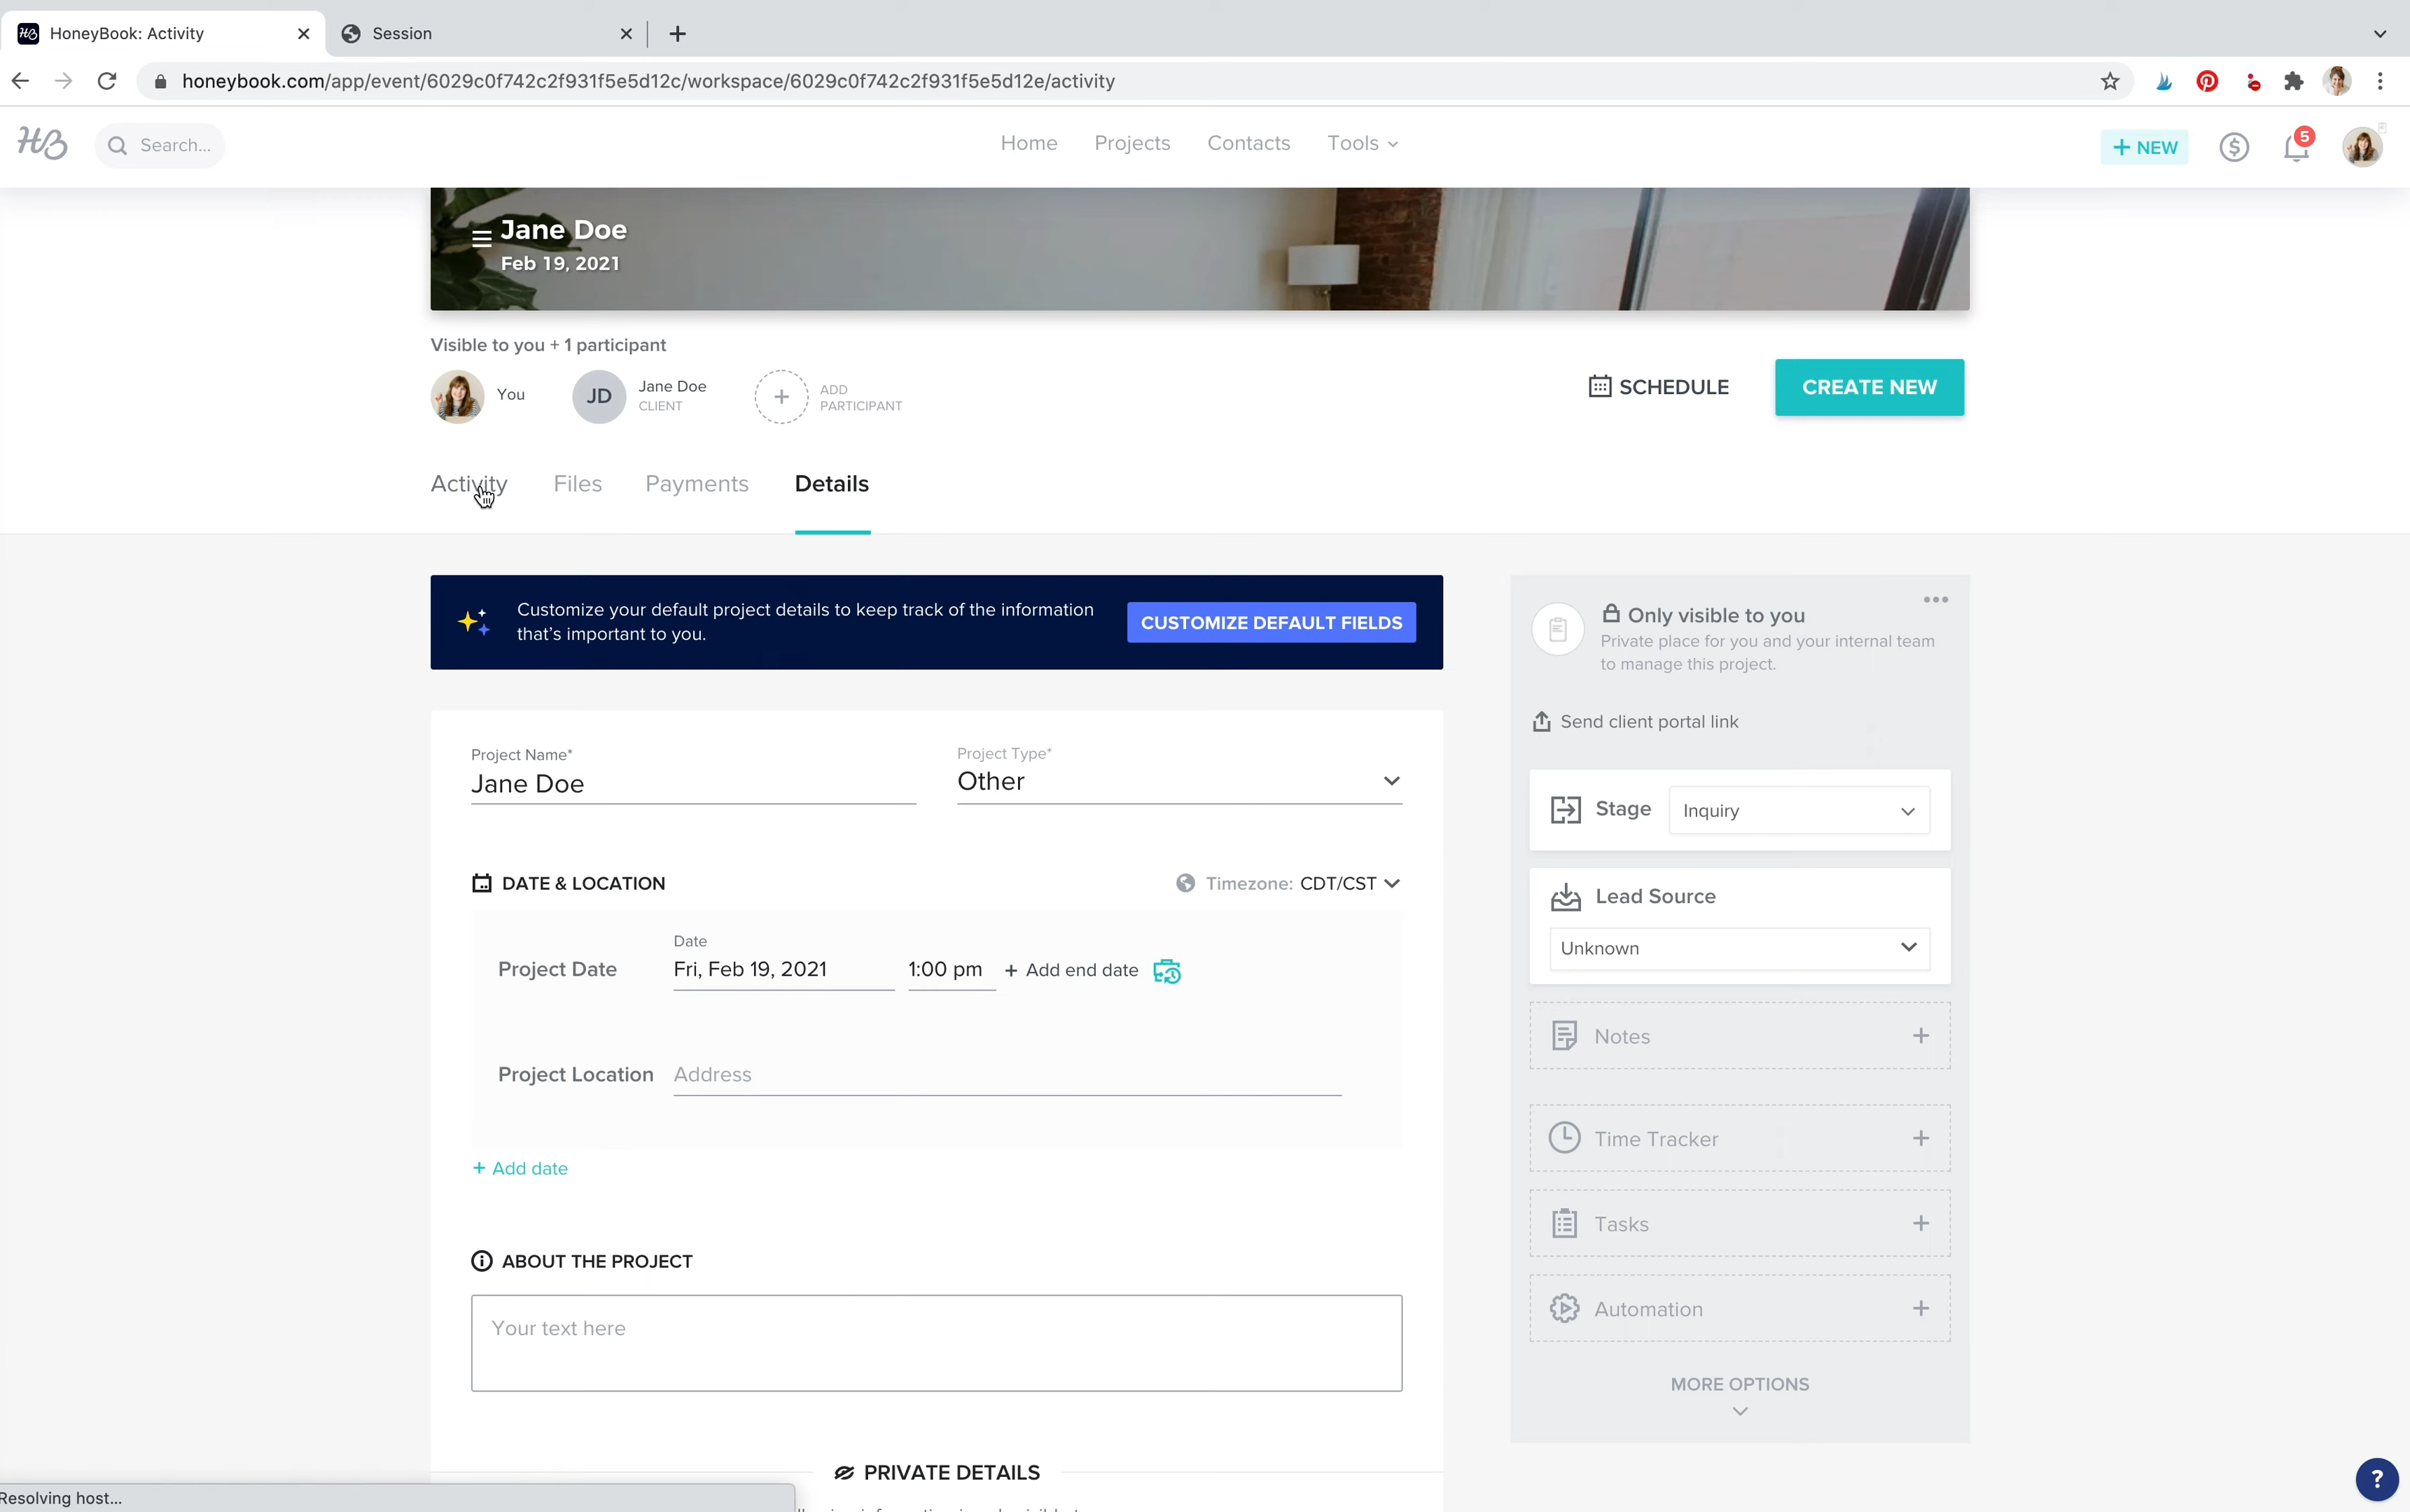 HB HoneyBook: Activity
Session
honeybook.com/app/event/6029c0f742c2f931f5e5d12c/workspace/6029c0f742c2f931f5e5d12e/activity
HB
Search...
Home
Projects
Contacts
Tools
+ NEW
5
Jane Doe
Feb 19, 2021
Visible to you + 1 participant
You
JD
Jane Doe
CLIENT
+
ADD
PARTICIPANT
SCHEDULE
CREATE NEW
Activity
Files
Payments
Details
Customize your default project details to keep track of the information
that's important to you.
CUSTOMIZE DEFAULT FIELDS
Only visible to you
Private place for you and your internal team
to manage this project.
Send client portal link
Project Name*
Jane Doe
Project Type*
Other
Stage
Inquiry
DATE & LOCATION
Timezone: CDT/CST
Lead Source
Unknown
Date
Project Date
Fri, Feb 19, 2021
1:00 pm
+ Add end date
Project Location
Address
+ Add date
Notes +
Time Tracker +
Tasks +
Automation +
MORE OPTIONS
ABOUT THE PROJECT
Your text here
PRIVATE DETAILS
Resolving host...
?